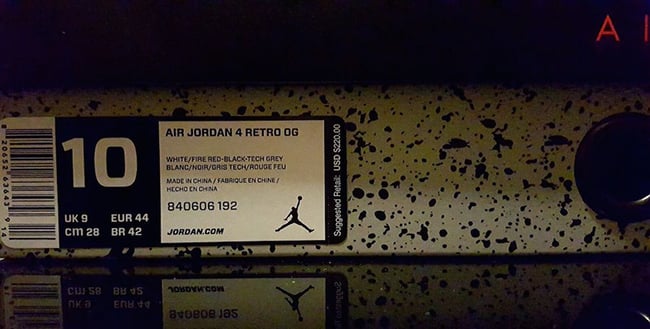 A
10
UK 9 EUR 44
CM 28 BR 42
AIR JORDAN 4 RETRO OG
WHITE/FIRE RED-BLACK-TECH GREY
BLANC/NOIR/GRIS TECH/ROUGE FEU
MADE IN CHINA / FABRIQUE EN CHINE /
HECHO EN CHINA
840606 192
JORDAN.COM
Suggested Retail: USD $220.00